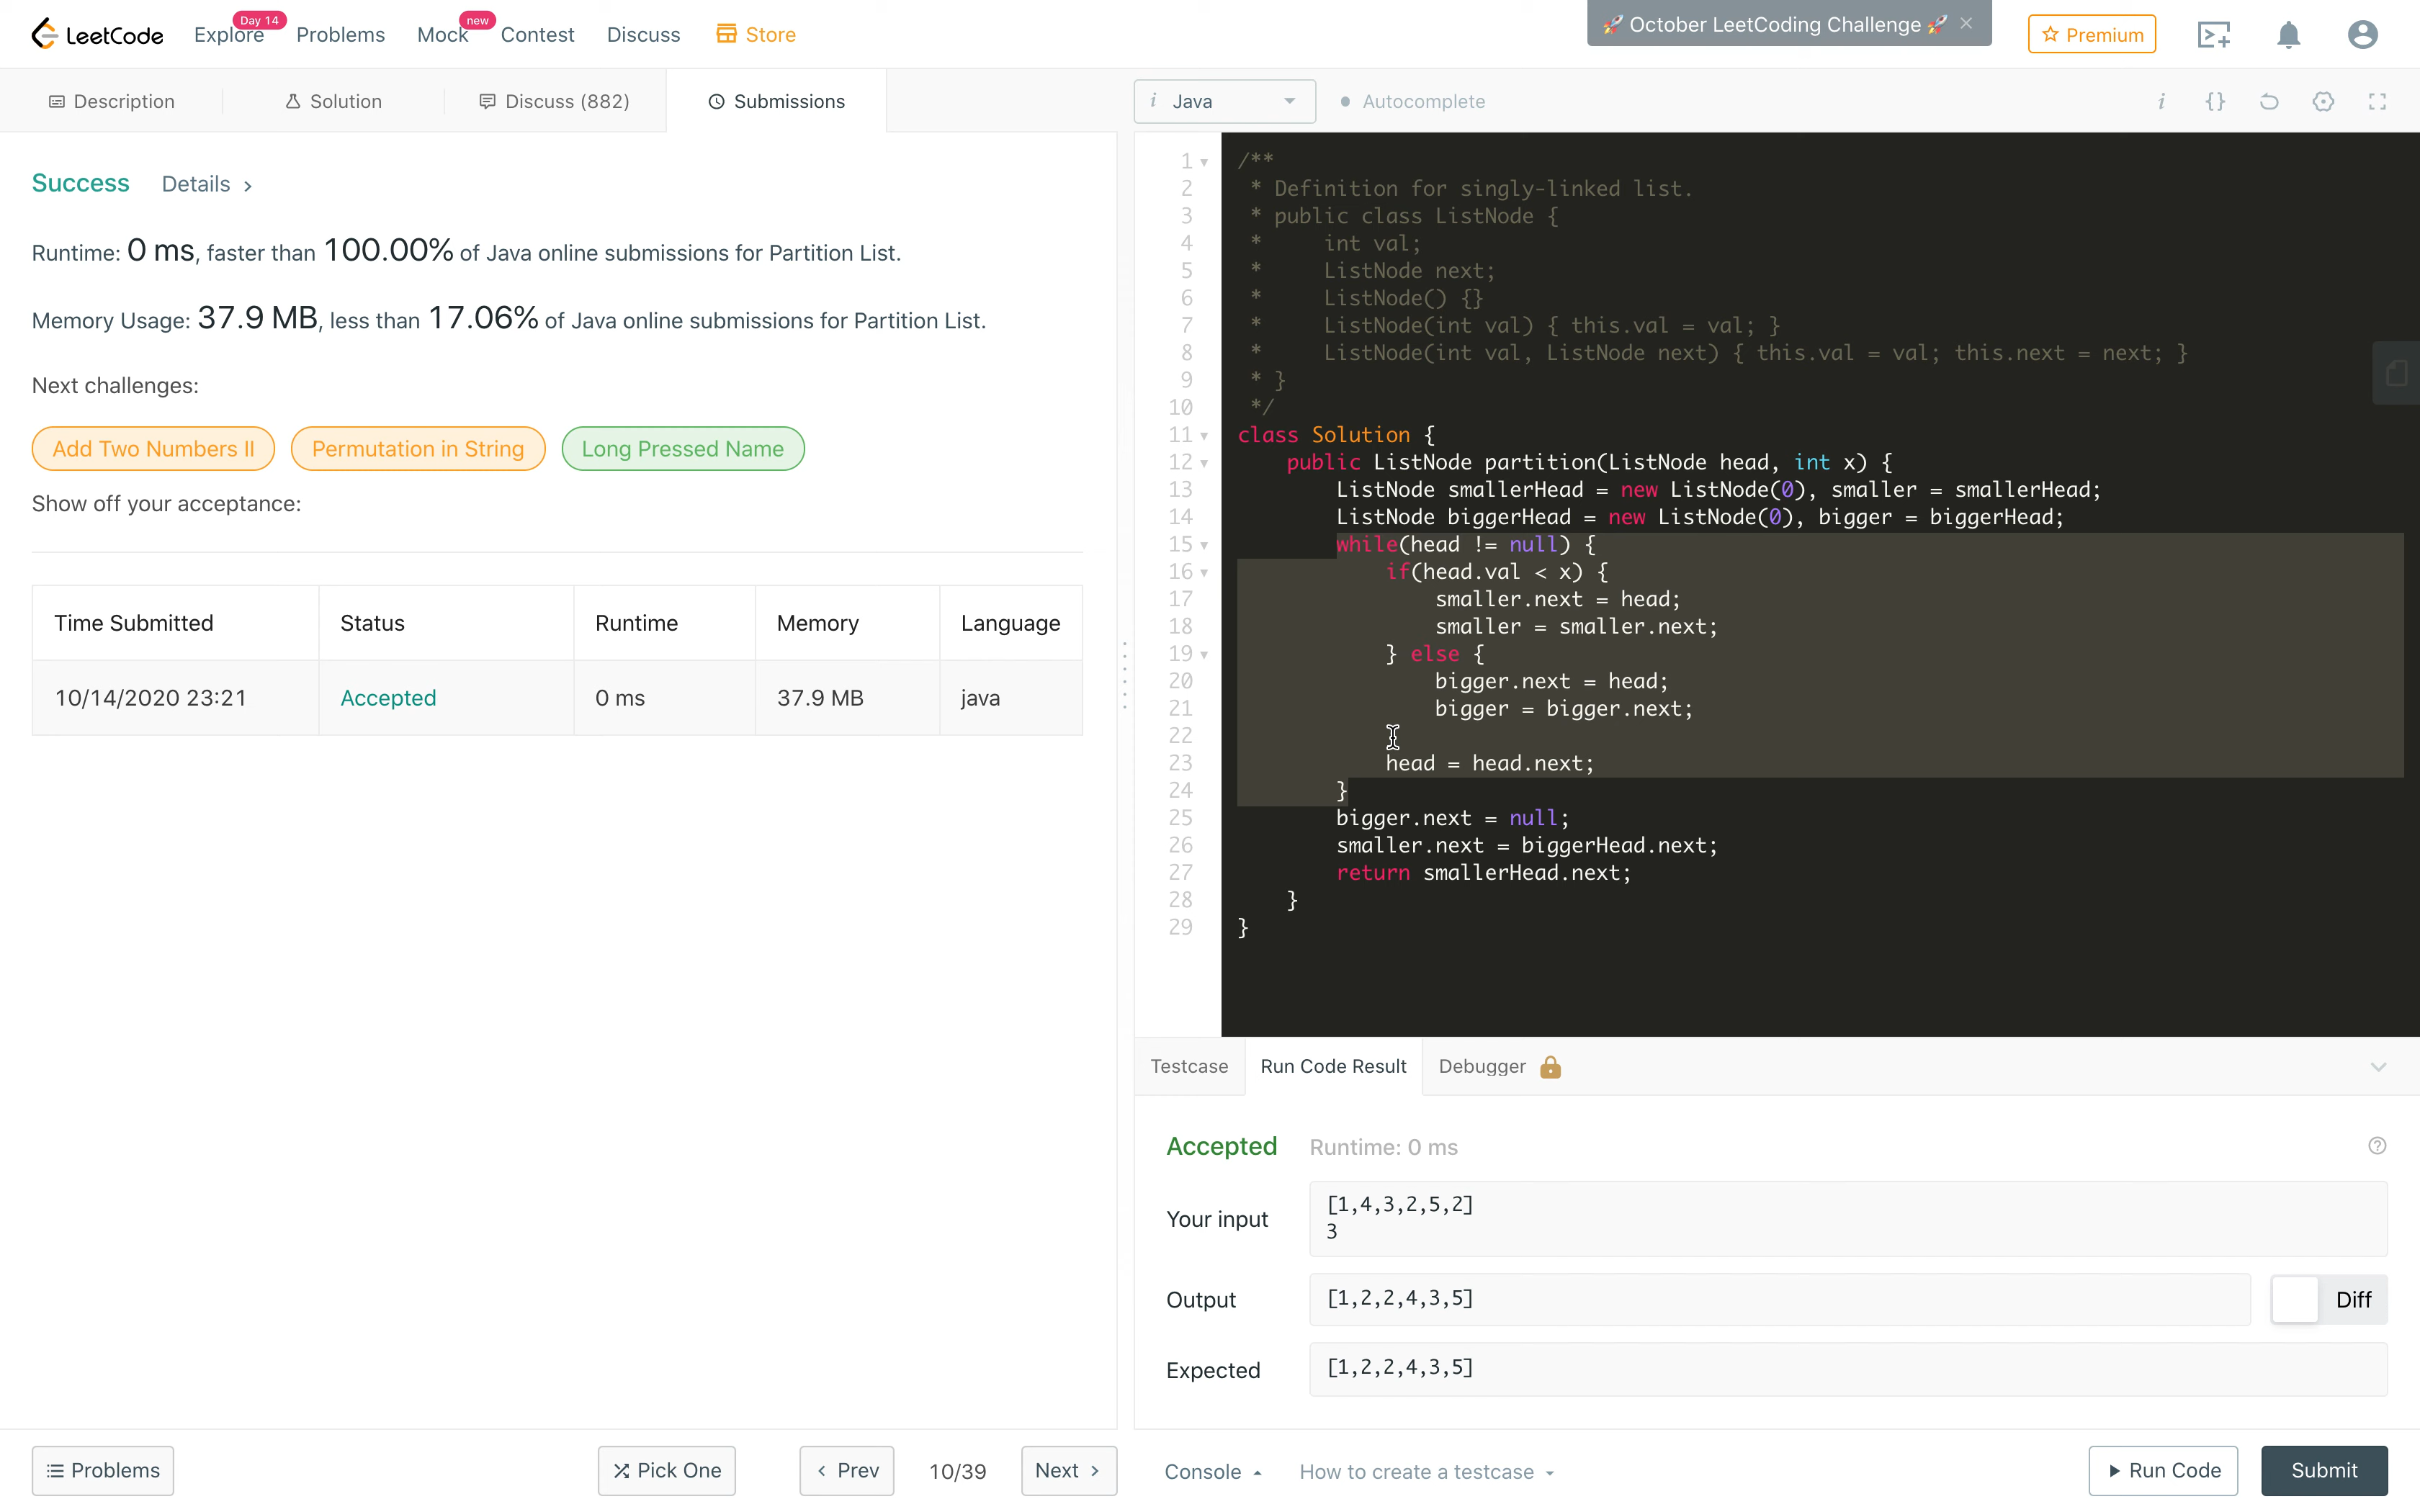 LeetCode
Explore
Day 14
Problems
Mock
new
Contest
Discuss
Store
🚀 October LeetCoding Challenge 🚀 ×
Premium
Description
Solution
Discuss (882)
Submissions
i Java
Autocomplete
i {}
Success Details >
Runtime: 0 ms, faster than 100.00% of Java online submissions for Partition List.
Memory Usage: 37.9 MB, less than 17.06% of Java online submissions for Partition List.
Next challenges:
Add Two Numbers II
Permutation in String
Long Pressed Name
Show off your acceptance:
Time Submitted Status Runtime Memory Language
10/14/2020 23:21 Accepted 0 ms 37.9 MB java
1 /**
2 * Definition for singly-linked list.
3 * public class ListNode {
4 * int val;
5 * ListNode next;
6 * ListNode() {}
7 * ListNode(int val) { this.val = val; }
8 * ListNode(int val, ListNode next) { this.val = val; this.next = next; }
9 * }
10 */
11 class Solution {
12 public ListNode partition(ListNode head, int x) {
13 ListNode smallerHead = new ListNode(0), smaller = smallerHead;
14 ListNode biggerHead = new ListNode(0), bigger = biggerHead;
15 while(head != null) {
16 if(head.val < x) {
17 smaller.next = head;
18 smaller = smaller.next;
19 } else {
20 bigger.next = head;
21 bigger = bigger.next;
22
23 head = head.next;
24 }
25 bigger.next = null;
26 smaller.next = biggerHead.next;
27 return smallerHead.next;
28 }
29 }
Testcase
Run Code Result
Debugger
Accepted Runtime: 0 ms
Your input
[1,4,3,2,5,2]
3
Output
[1,2,2,4,3,5]
Diff
Expected
[1,2,2,4,3,5]
Problems
Pick One
< Prev
10/39
Next >
Console
How to create a testcase
Run Code
Submit